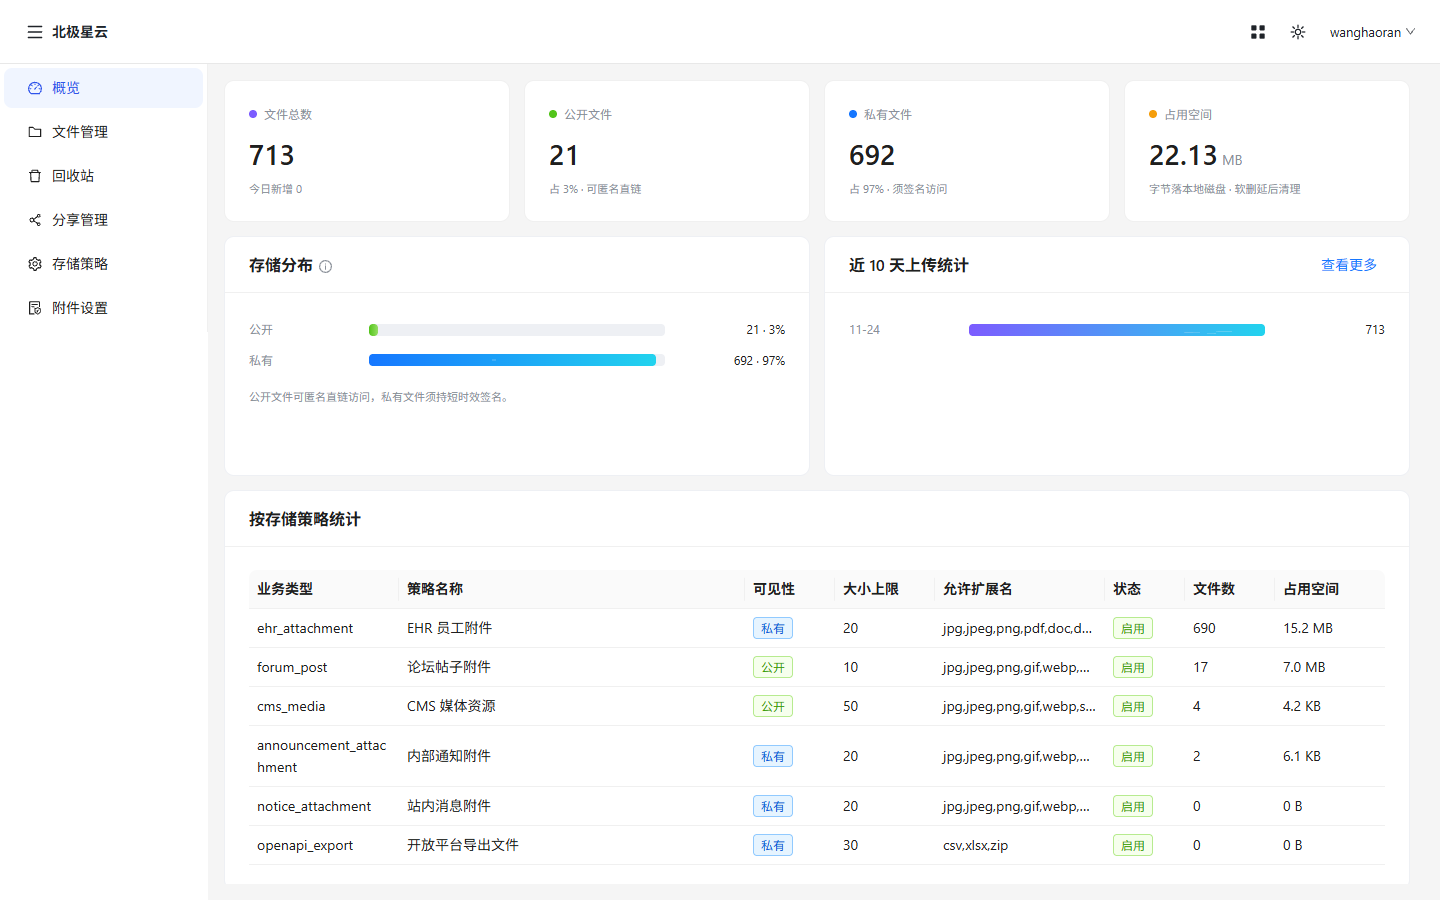 北极星云
wanghaoran
概览
文件管理
回收站
分享管理
存储策略
附件设置
文件总数
713
今日新增 0
公开文件
21
占 3% · 可匿名直链
私有文件
692
占 97% · 须签名访问
占用空间
22.13 MB
字节落本地磁盘 · 软删延后清理
存储分布
公开 21 · 3%
私有 692 · 97%
公开文件可匿名直链访问，私有文件须持短时效签名。
近 10 天上传统计 查看更多
11-24 713
按存储策略统计
业务类型 策略名称 可见性 大小上限 允许扩展名 状态 文件数 占用空间
ehr_attachment EHR 员工附件 私有 20 jpg,jpeg,png,pdf,doc,d... 启用 690 15.2 MB
forum_post 论坛帖子附件 公开 10 jpg,jpeg,png,gif,webp,... 启用 17 7.0 MB
cms_media CMS 媒体资源 公开 50 jpg,jpeg,png,gif,webp,s... 启用 4 4.2 KB
announcement_attac
hment 内部通知附件 私有 20 jpg,jpeg,png,gif,webp,... 启用 2 6.1 KB
notice_attachment 站内消息附件 私有 20 jpg,jpeg,png,gif,webp,... 启用 0 0 B
openapi_export 开放平台导出文件 私有 30 csv,xlsx,zip 启用 0 0 B